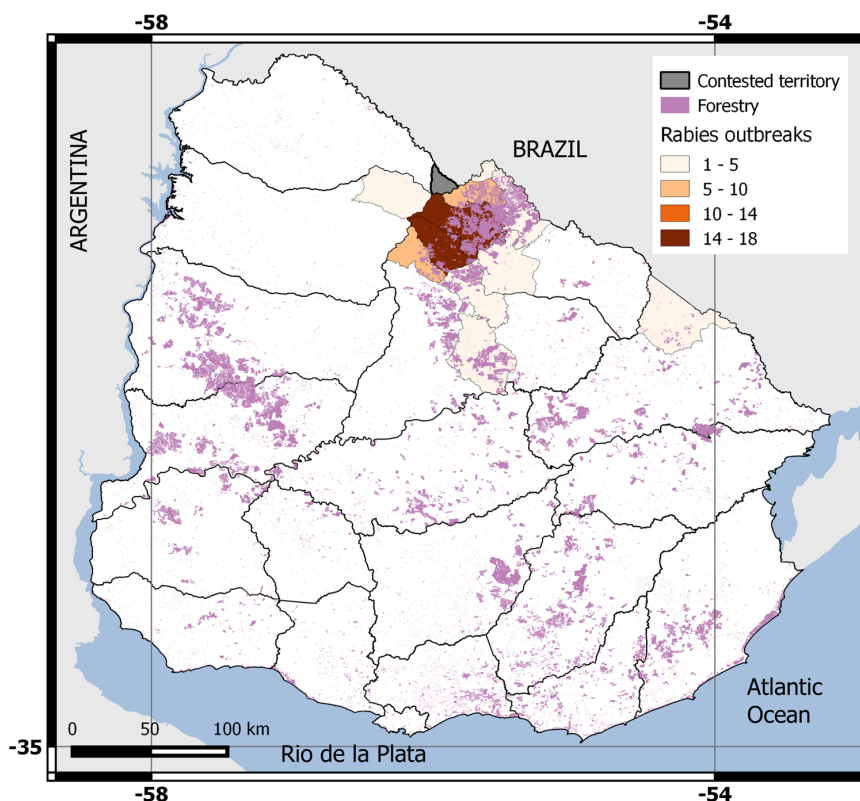 -58
-54
Contested territory
Forestry
Rabies outbreaks
1 - 5
5 - 10
10 - 14
14 - 18
BRAZIL
ARGENTINA
Atlantic
Ocean
0
50
100 km
-35
Rio de la Plata
-58
-54